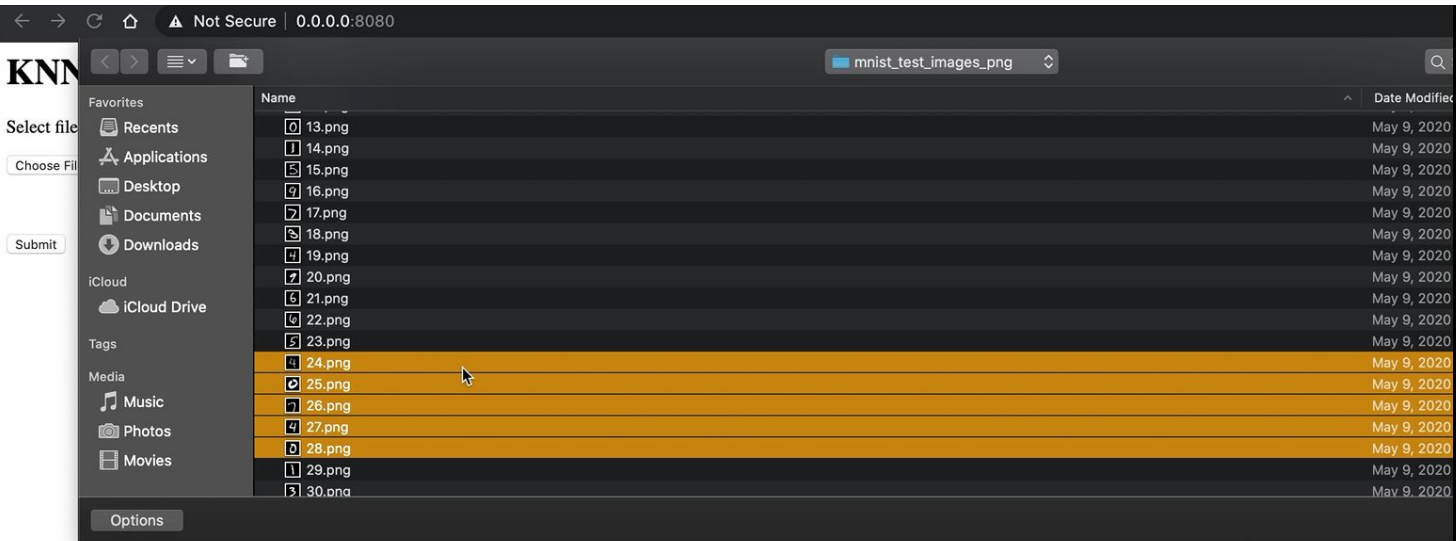 Not Secure | 0.0.0.0:8080
KNN
mnist_test_images_png
Favorites
Name
Date Modified
Select file
Recents
13.png
May 9, 2020
14.png
May 9, 2020
Choose Fil
Applications
15.png
May 9, 2020
Desktop
16.png
May 9, 2020
Documents
17.png
May 9, 2020
18.png
May 9, 2020
Submit
Downloads
19.png
May 9, 2020
20.png
May 9, 2020
iCloud
21.png
May 9, 2020
iCloud Drive
22.png
May 9, 2020
Tags
23.png
May 9, 2020
24.png
May 9, 2020
Media
25.png
May 9, 2020
Music
26.png
May 9, 2020
Photos
27.png
May 9, 2020
28.png
May 9, 2020
Movies
29.png
May 9, 2020
30.png
May 9, 2020
Options